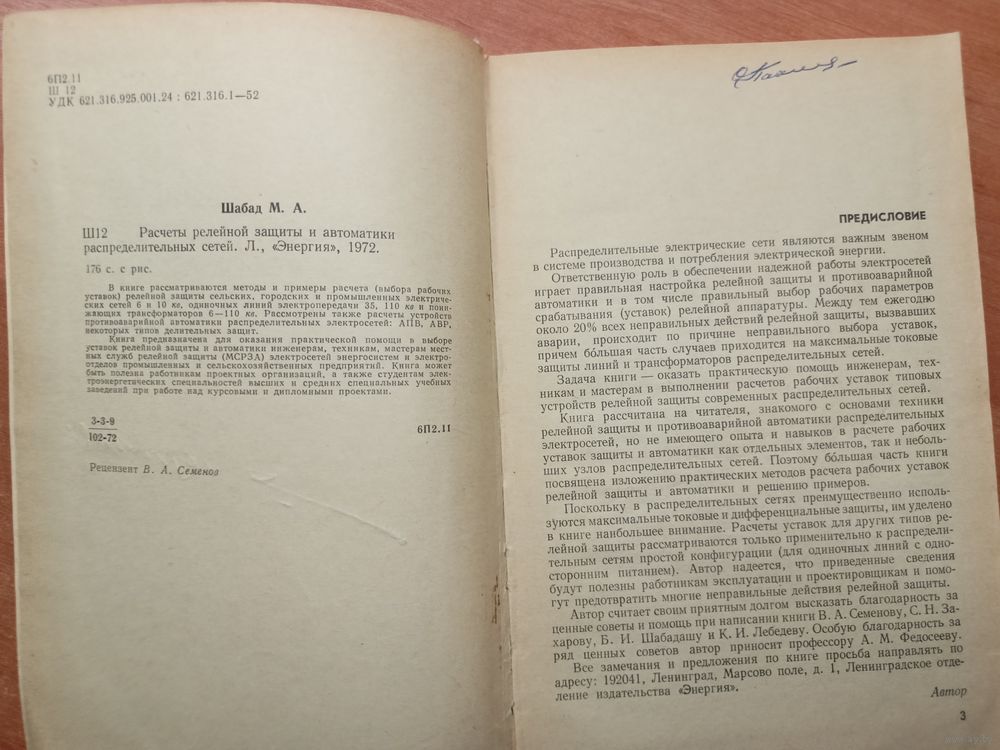 6П2.11
Ш 12
УДК 621.316.925.001.24 : 621.316.1—52
Шабад М. А.
Ш12 Расчеты релейной защиты и автоматики
распределительных сетей. Л., «Энергия», 1972.
176 с. с рис.
В книге рассматриваются методы и примеры расчета (выбора рабочих
уставок) релейной защиты сельских, городских и промышленных электриче-
ских сетей 6 и 10 кв, одиночных линий электропередачи 35, 110 кв и пони-
жающих трансформаторов 6—110 кв. Рассмотрены также расчеты устройств
противоаварийной автоматики распределительных электросетей: АПВ, АВР,
некоторых типов делительных защит.
Книга предназначена для оказания практической помощи в выборе
уставок релейной защиты и автоматики инженерам, техникам, мастерам мест-
ных служб релейной защиты (МСРЗА) электросетей энергосистем и электро-
отделов промышленных и сельскохозяйственных предприятий. Книга может
быть полезна работникам проектных организаций, а также студентам элек-
троэнергетических специальностей высших и средних специальных учебных
заведений при работе над курсовыми и дипломными проектами.
3-3-9
102-72
6П2.11
Рецензент В. А. Семенов
ПРЕДИСЛОВИЕ
Распределительные электрические сети являются важным звеном
в системе производства и потребления электрической энергии.
Ответственную роль в обеспечении надежной работы электросетей
играет правильная настройка релейной защиты и противоаварийной
автоматики и в том числе правильный выбор рабочих параметров
срабатывания (уставок) релейной аппаратуры. Между тем ежегодно
около 20% всех неправильных действий релейной защиты, вызвавших
аварии, происходит по причине неправильного выбора уставок,
причем бо́льшая часть случаев приходится на максимальные токовые
защиты линий и трансформаторов распределительных сетей.
Задача книги — оказать практическую помощь инженерам, тех-
никам и мастерам в выполнении расчетов рабочих уставок типовых
устройств релейной защиты современных распределительных сетей.
Книга рассчитана на читателя, знакомого с основами техники
релейной защиты и противоаварийной автоматики распределительных
электросетей, но не имеющего опыта и навыков в расчете рабочих
уставок защиты и автоматики как отдельных элементов, так и неболь-
ших узлов распределительных сетей. Поэтому бо́льшая часть книги
посвящена изложению практических методов расчета рабочих уставок
релейной защиты и автоматики и решению примеров.
Поскольку в распределительных сетях преимущественно исполь-
зуются максимальные токовые и дифференциальные защиты, им уделено
в книге наибольшее внимание. Расчеты уставок для других типов ре-
лейной защиты рассматриваются только применительно к распредели-
тельным сетям простой конфигурации (для одиночных линий с одно-
сторонним питанием). Автор надеется, что приведенные сведения
будут полезны работникам эксплуатации и проектировщикам и помо-
гут предотвратить многие неправильные действия релейной защиты.
Автор считает своим приятным долгом высказать благодарность за
ценные советы и помощь при написании книги В. А. Семенову, С. Н. За-
харову, Б. И. Шабадашу и К. И. Лебедеву. Особую благодарность за
ряд ценных советов автор приносит профессору А. М. Федосееву.
Все замечания и предложения по книге просьба направлять по
адресу: 192041, Ленинград, Марсово поле, д. 1, Ленинградское отде-
ление издательства «Энергия».
Автор
3